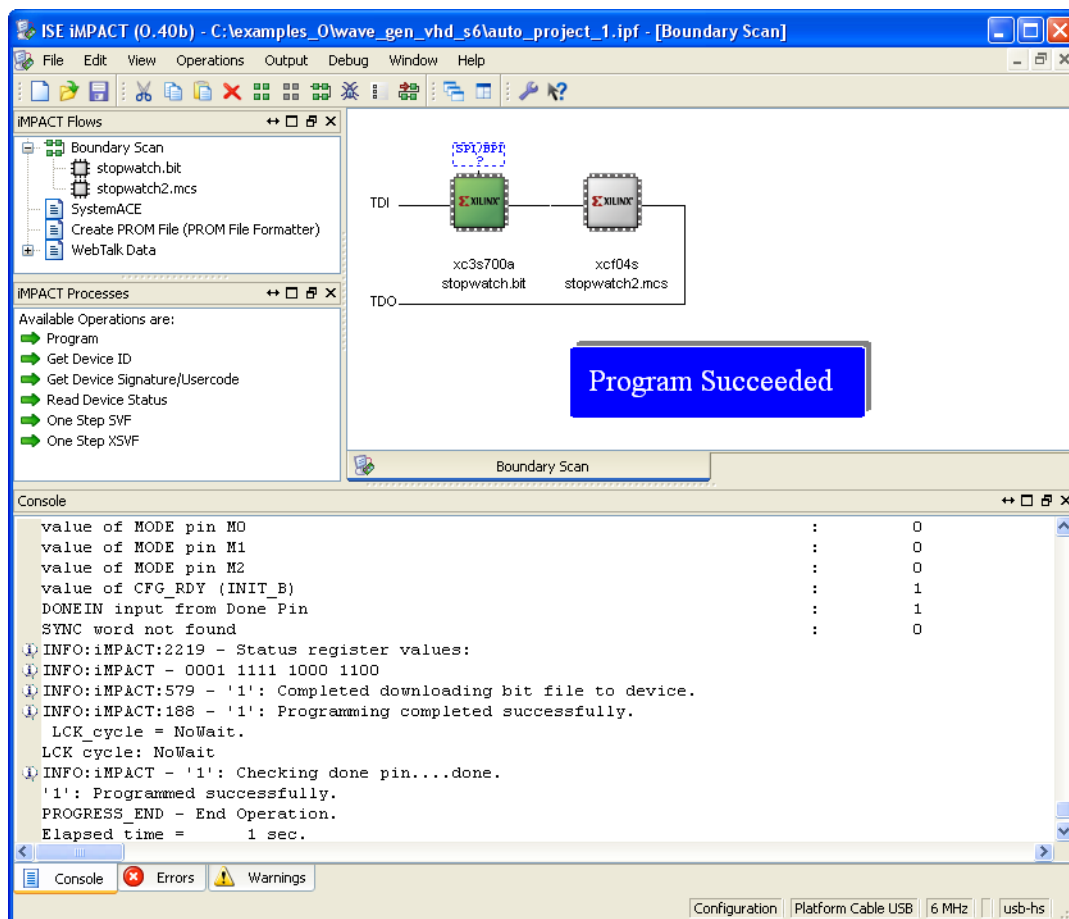 ISE iMPACT (O.40b) - C:\examples_O\wave_gen_vhd_s6\auto_project_1.ipf - [Boundary Scan]
File Edit View Operations Output Debug Window Help
iMPACT Flows
Boundary Scan
stopwatch.bit
stopwatch2.mcs
SystemACE
Create PROM File (PROM File Formatter)
WebTalk Data
iMPACT Processes
Available Operations are:
Program
Get Device ID
Get Device Signature/Usercode
Read Device Status
One Step SVF
One Step XSVF
SPI/BPI
?
TDI
XILINX
XILINX
xc3s700a
stopwatch.bit
xcf04s
stopwatch2.mcs
TDO
Program Succeeded
Boundary Scan
Console
value of MODE pin M0 : 0
value of MODE pin M1 : 0
value of MODE pin M2 : 0
value of CFG_RDY (INIT_B) : 1
DONEIN input from Done Pin : 1
SYNC word not found : 0
INFO:iMPACT:2219 - Status register values:
INFO:iMPACT - 0001 1111 1000 1100
INFO:iMPACT:579 - '1': Completed downloading bit file to device.
INFO:iMPACT:188 - '1': Programming completed successfully.
LCK_cycle = NoWait.
LCK cycle: NoWait
INFO:iMPACT - '1': Checking done pin....done.
'1': Programmed successfully.
PROGRESS_END - End Operation.
Elapsed time = 1 sec.
Console Errors Warnings
Configuration Platform Cable USB 6 MHz usb-hs